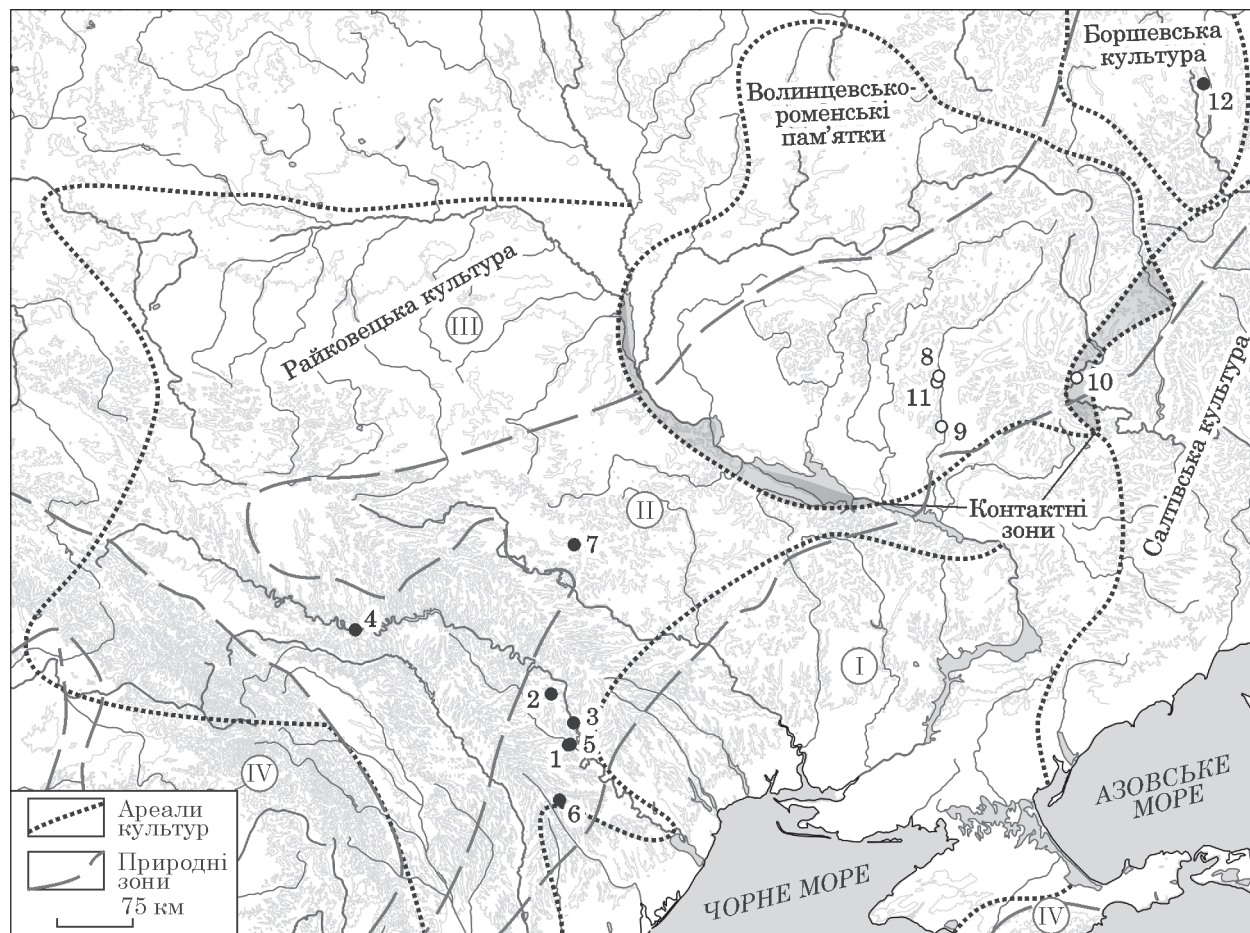 Боршевська
культура
12
Волинцевсько-
роменські
пам’ятки
Райковецька культура
III
8
11
10
9
Салтівська культура
II
Контактні
зони
7
4
I
2
3
5
1
6
IV
АЗОВСЬКЕ
МОРЕ
ЧОРНЕ МОРЕ
IV
Ареали
культур
Природні
зони
75 км